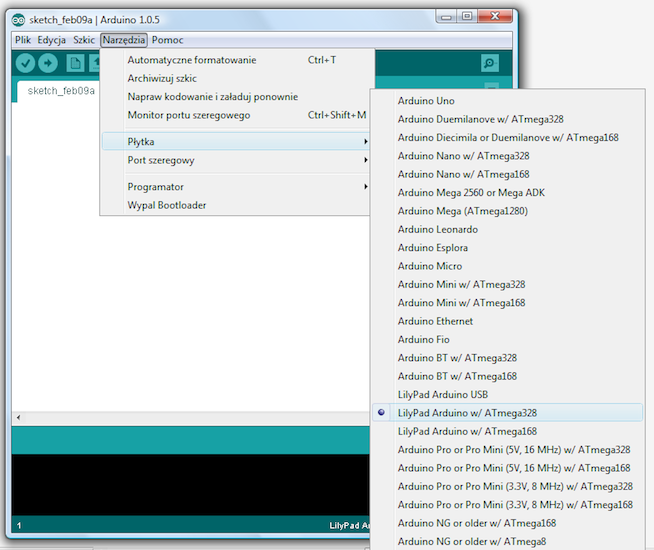 sketch_feb09a | Arduino 1.0.5
Plik Edycja Szkic Narzędzia Pomoc
Automatyczne formatowanie Ctrl+T
Archiwizuj szkic
Napraw kodowanie i załaduj ponownie
Monitor portu szeregowego Ctrl+Shift+M
Płytka
Port szeregowy
Programator
Wypal Bootloader
sketch_feb09a
Arduino Uno
Arduino Duemilanove w/ ATmega328
Arduino Diecimila or Duemilanove w/ ATmega168
Arduino Nano w/ ATmega328
Arduino Nano w/ ATmega168
Arduino Mega 2560 or Mega ADK
Arduino Mega (ATmega1280)
Arduino Leonardo
Arduino Esplora
Arduino Micro
Arduino Mini w/ ATmega328
Arduino Mini w/ ATmega168
Arduino Ethernet
Arduino Fio
Arduino BT w/ ATmega328
Arduino BT w/ ATmega168
LilyPad Arduino USB
LilyPad Arduino w/ ATmega328
LilyPad Arduino w/ ATmega168
Arduino Pro or Pro Mini (5V, 16 MHz) w/ ATmega328
Arduino Pro or Pro Mini (5V, 16 MHz) w/ ATmega168
Arduino Pro or Pro Mini (3.3V, 8 MHz) w/ ATmega328
Arduino Pro or Pro Mini (3.3V, 8 MHz) w/ ATmega168
Arduino NG or older w/ ATmega168
Arduino NG or older w/ ATmega8
1 LilyPad Ar